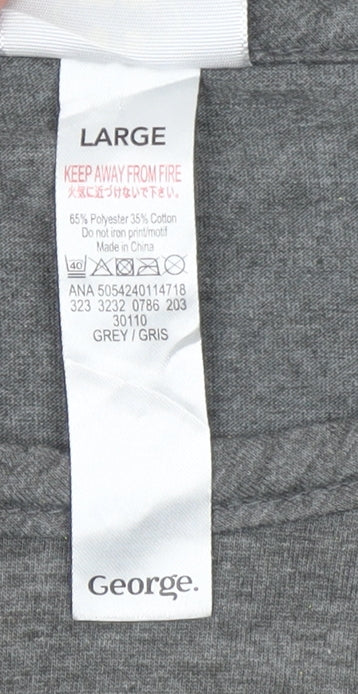 LARGE
KEEP AWAY FROM FIRE
火気に近づけないで下さい。
65% Polyester 35% Cotton
Do not iron print/motif
Made in China
40
ANA 5054240114718
323 3232 0786 203
30110
GREY / GRIS
George.